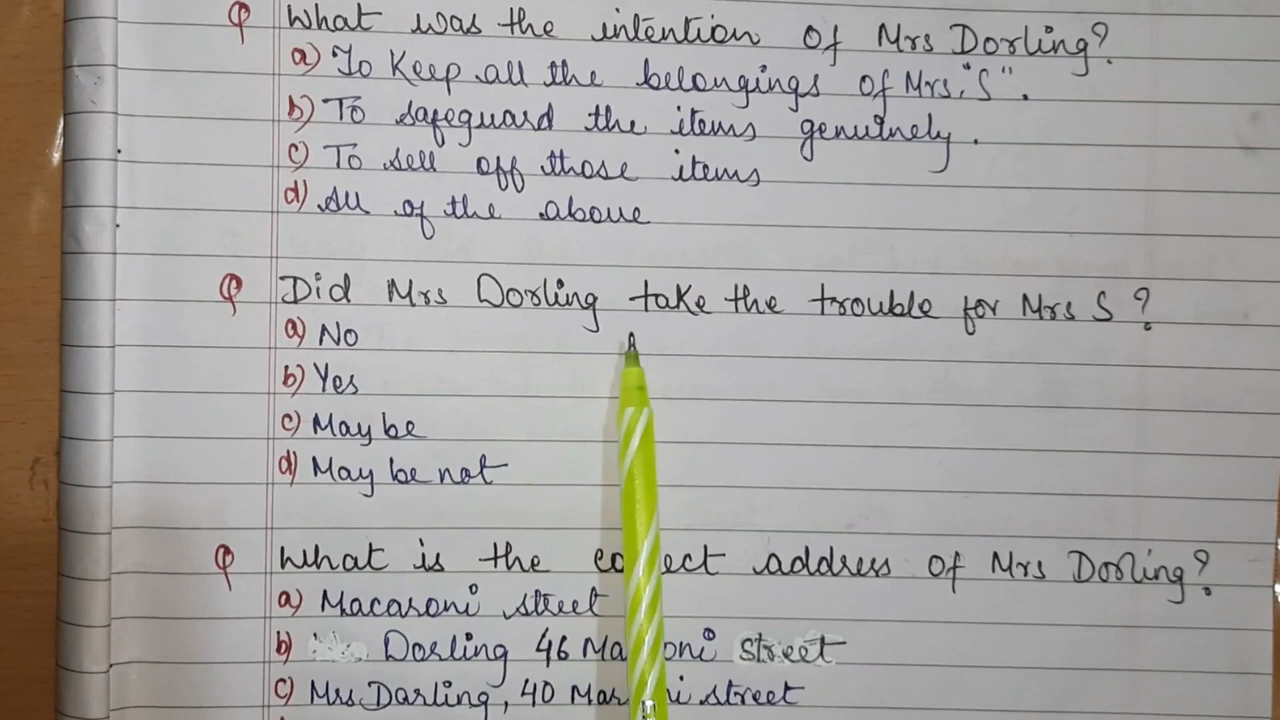 Q What was the intention of Mrs Dorling?
a) To Keep all the belongings of Mrs. "S".
b) To safeguard the items genuinely.
c) To sell off those items
d) All of the above
Q Did Mrs Dorling take the trouble for Mrs S?
a) No
b) Yes
c) May be
d) May be not
Q What is the address of Mrs Dorling?
a) Macaroni street
b) Dorling 46 street
c) Mrs. Darling, 40 street